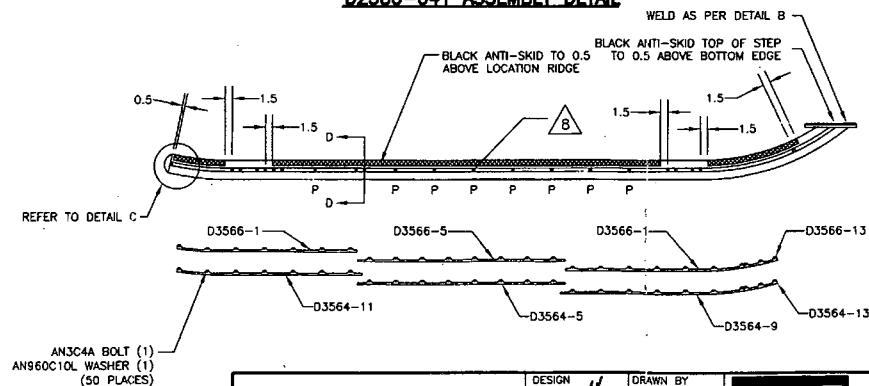 WELD AS PER DETAIL B
BLACK ANTI-SKID TO 0.5
ABOVE LOCATION RIDGE
BLACK ANTI-SKID TOP OF STEP
TO 0.5 ABOVE BOTTOM EDGE
0.5
1.5
1.5
1.5
1.5
1.5
D
B
D
P P P P P P P P
REFER TO DETAIL C
D3566-1
D3566-5
D3566-1
D3566-13
D3564-11
D3564-5
D3564-9
D3564-13
AN3C4A BOLT (1)
AN960C10L WASHER (1)
(50 PLACES)
DESIGN
DRAWN BY